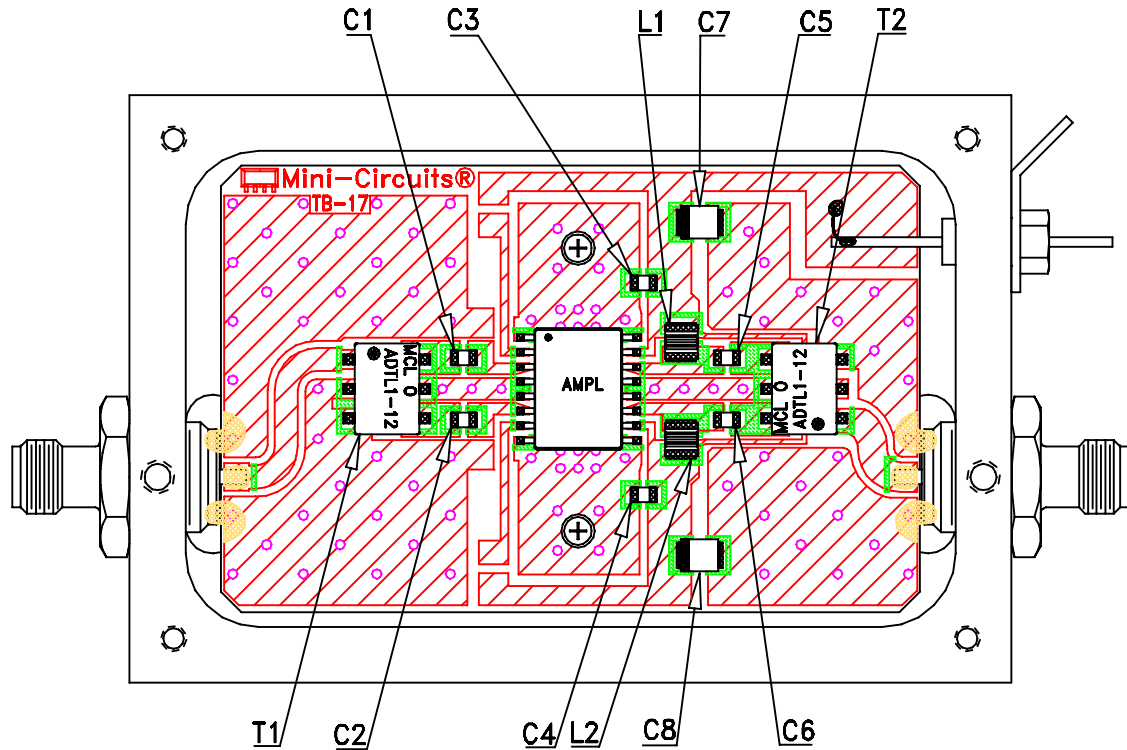 C1 C3 L1 C7 C5 T2
Mini-Circuits®
TB-17
MCL O
ADTL1-12
AMPL
MCL O
ADTL1-12
T1 C2 C4 L2 C8 C6